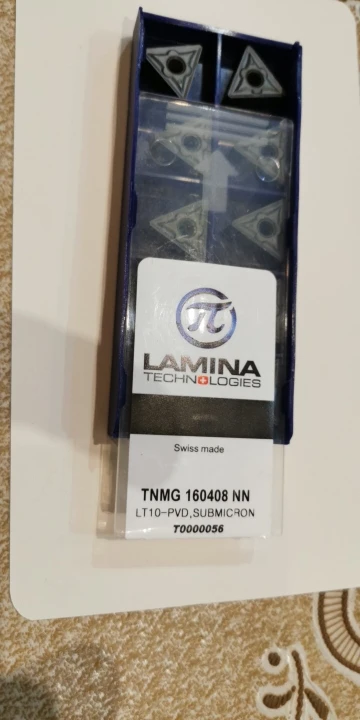 π
LAMINA
TECHNOLOGIES
Swiss made
TNMG 160408 NN
LT10-PVD,SUBMICRON
T0000056